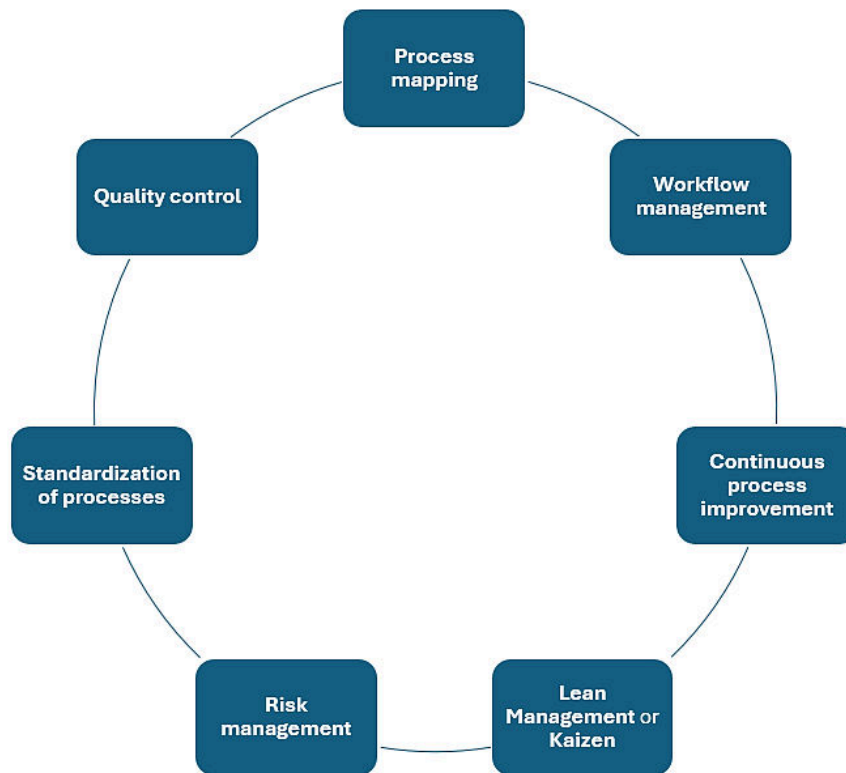 Process
mapping
Workflow
management
Continuous
process
improvement
Lean
Management or
Kaizen
Risk
management
Standardization
of processes
Quality control